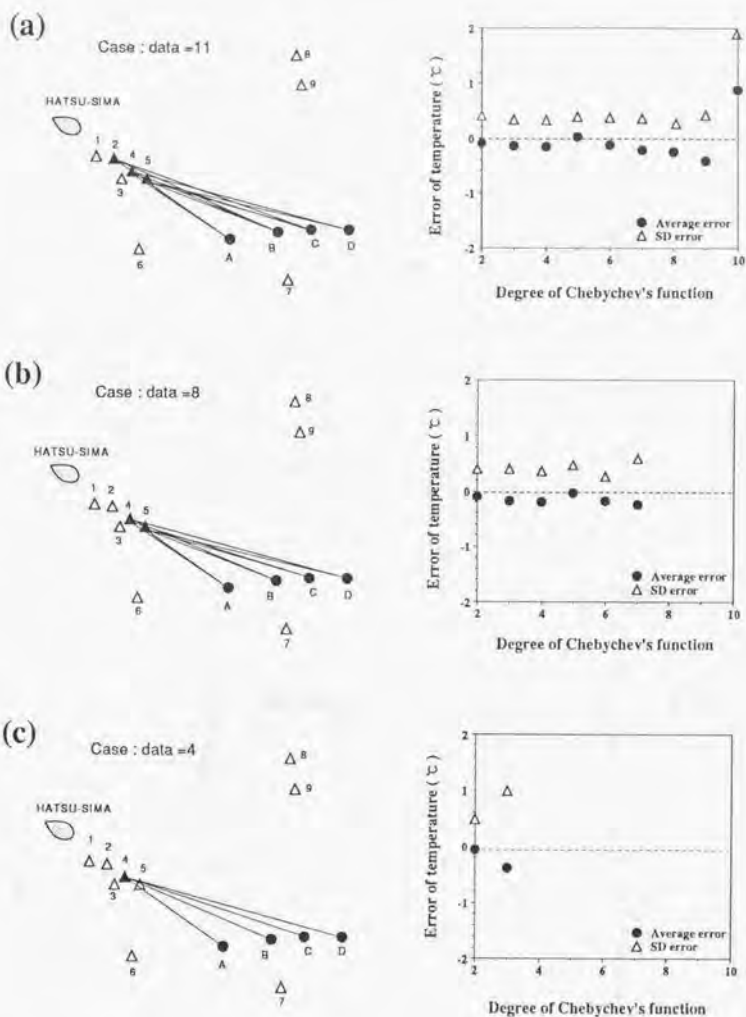 (a)
Case : data =11
HATSU-SIMA
1
2
4
5
3
6
7
8
9
A
B
C
D
Error of temperature ( ℃ )
2
1
0
-1
-2
Average error
SD error
2
4
6
8
10
Degree of Chebychev's function
(b)
Case : data =8
HATSU-SIMA
1
2
4
5
3
6
7
8
9
A
B
C
D
Error of temperature ( ℃ )
2
1
0
-1
-2
Average error
SD error
2
4
6
8
10
Degree of Chebychev's function
(c)
Case : data =4
HATSU-SIMA
1
2
4
5
3
6
7
8
9
A
B
C
D
Error of temperature ( ℃ )
2
1
0
-1
-2
Average error
SD error
2
4
6
8
10
Degree of Chebychev's function